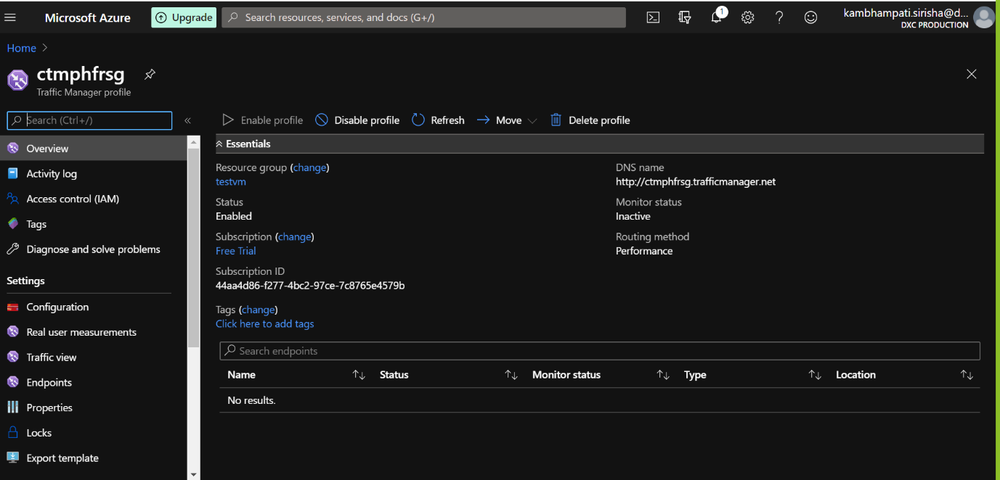 Microsoft Azure
Upgrade
Search resources, services, and docs (G+/)
1
kambhampati.sirisha@d...
DXC PRODUCTION
Home
ctmphfrsg
Traffic Manager profile
Search (Ctrl+/)
Enable profile
Disable profile
Refresh
Move
Delete profile
Overview
Activity log
Access control (IAM)
Tags
Diagnose and solve problems
Settings
Configuration
Real user measurements
Traffic view
Endpoints
Properties
Locks
Export template
Essentials
Resource group (change)
testvm
Status
Enabled
Subscription (change)
Free Trial
Subscription ID
44aa4d86-f277-4bc2-97ce-7c8765e4579b
Tags (change)
Click here to add tags
DNS name
http://ctmphfrsg.trafficmanager.net
Monitor status
Inactive
Routing method
Performance
Search endpoints
Name Status Monitor status Type Location
No results.